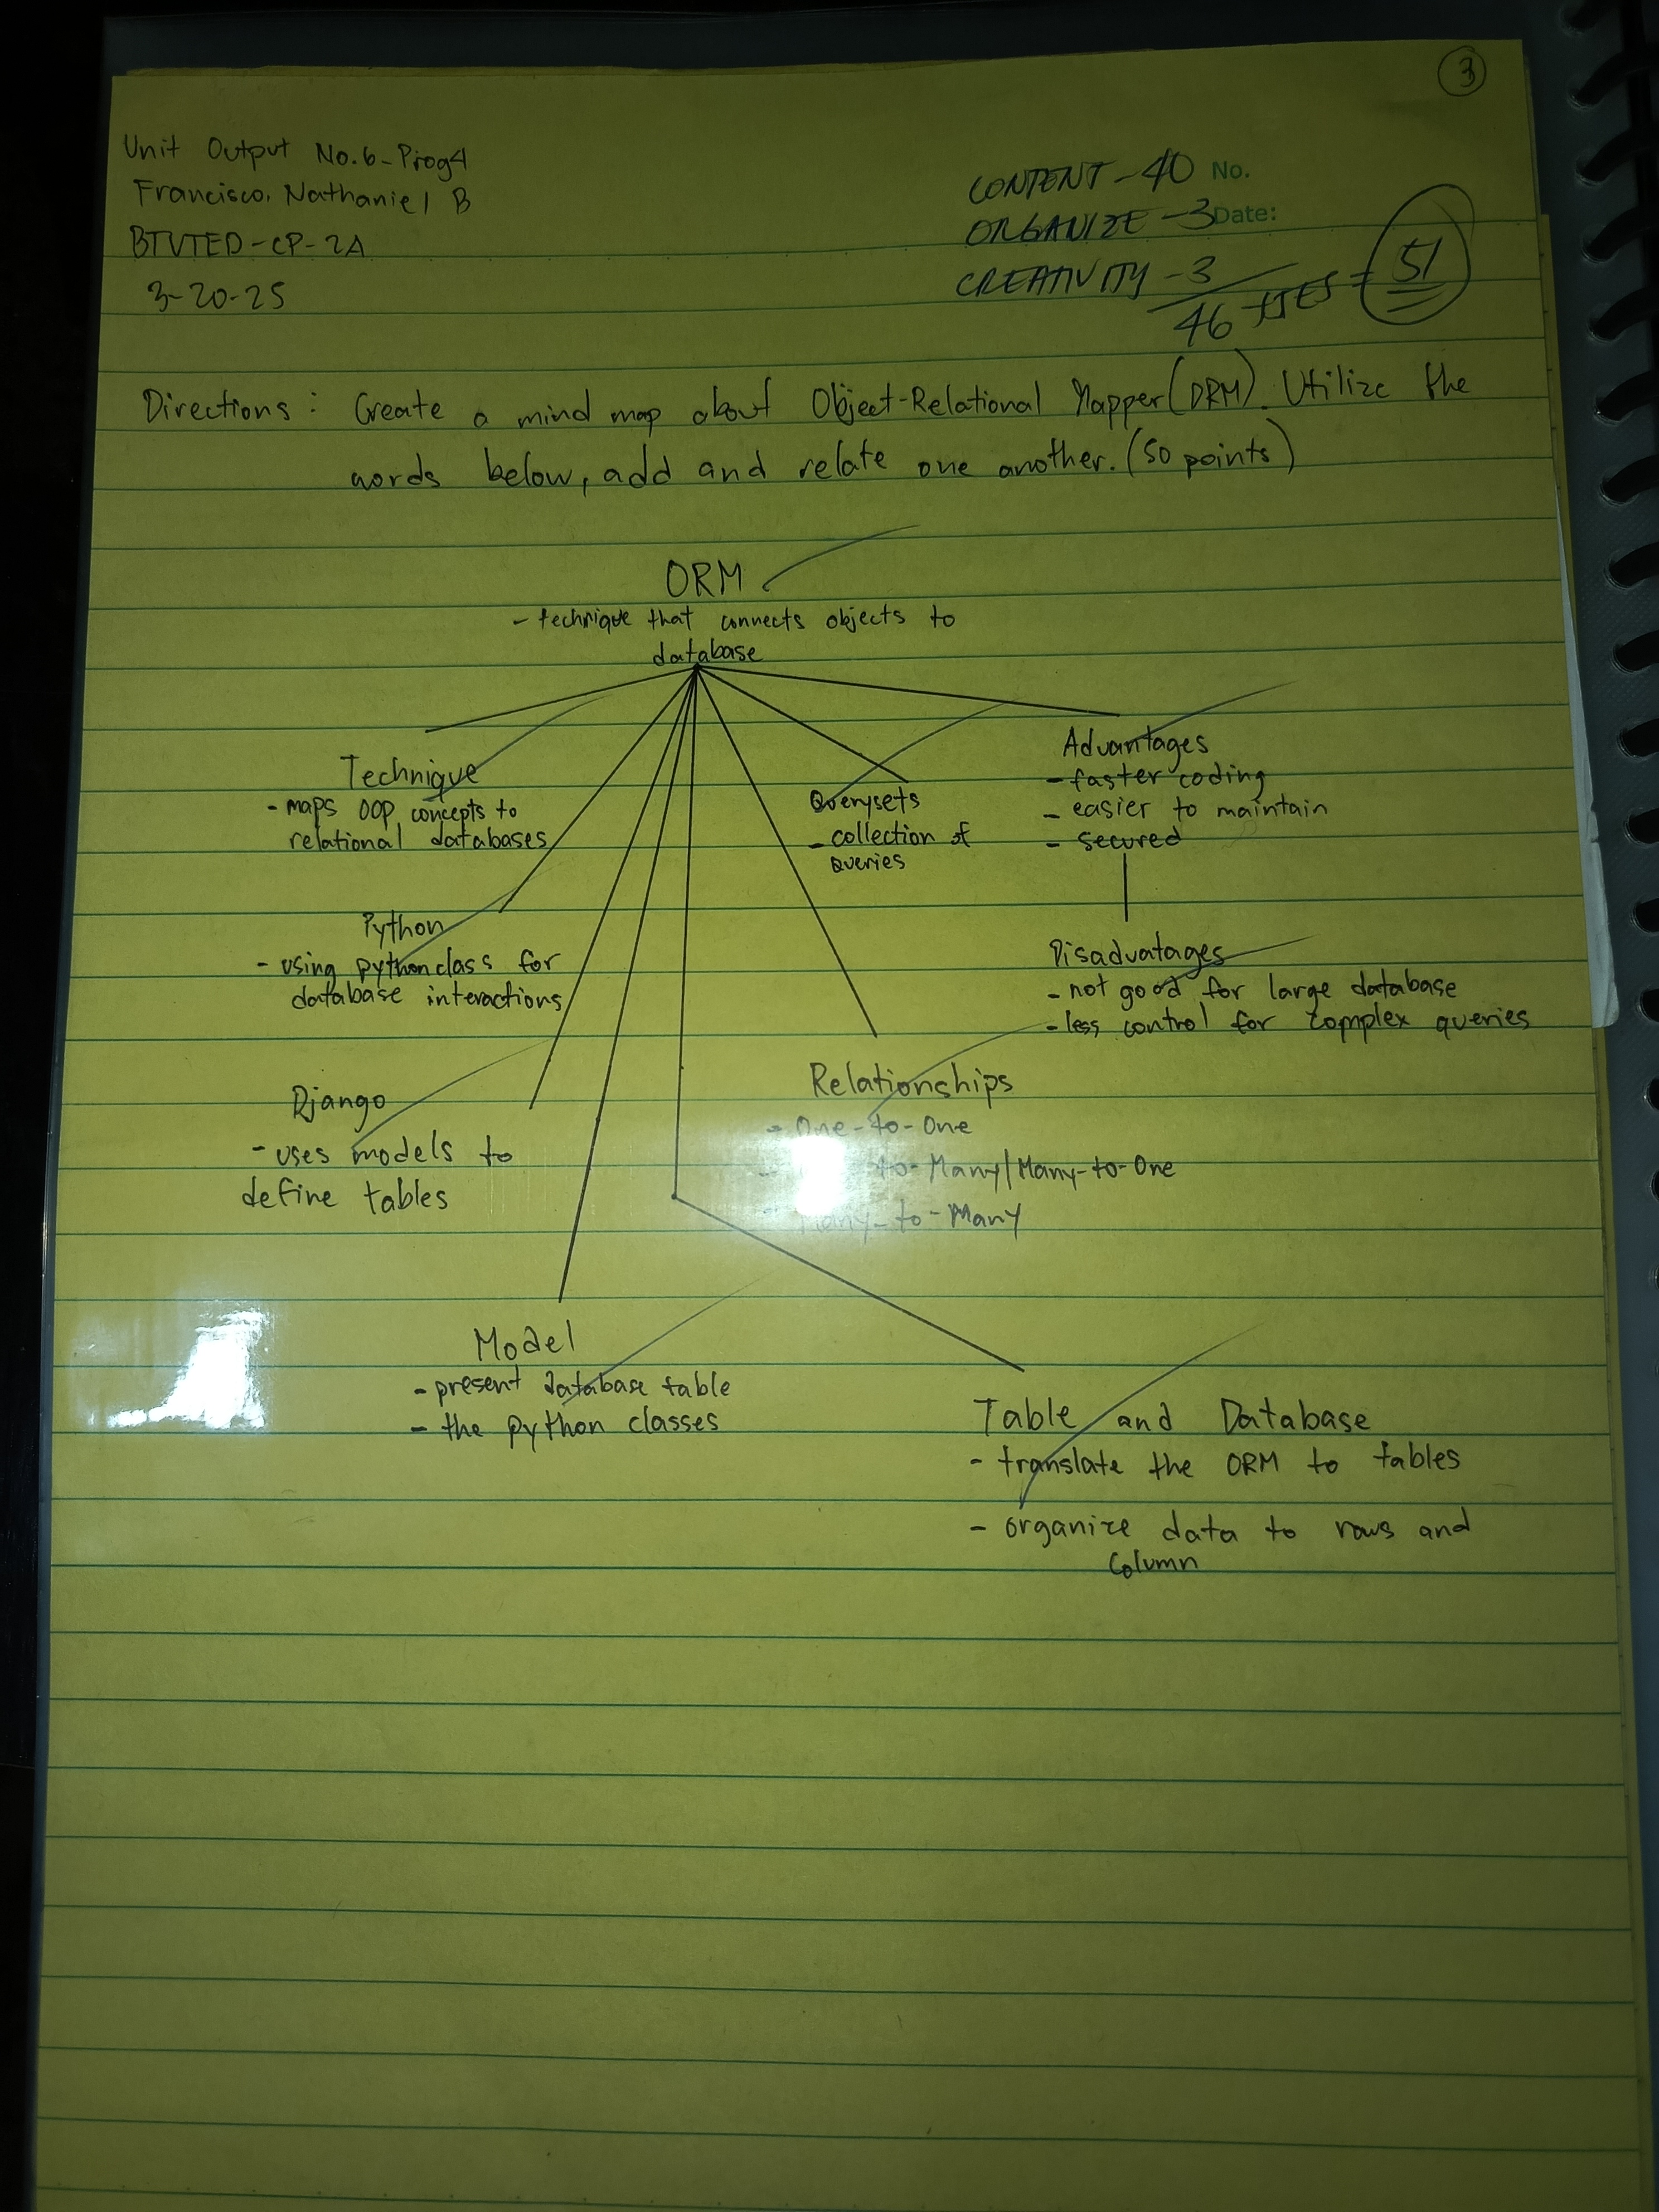 3
Unit Output No.6-Prog4
Francisco, Nathaniel B
BTVTED-CP-2A
3-20-25
No.
Date:
CONTENT - 40
ORGANIZE - 3
CREATIVITY - 3
46 = 51
Directions: Create a mind map about Object-Relational Mapper (ORM). Utilize the
words below, add and relate one another. (50 points)
ORM
- technique that connects objects to
database
Technique
- maps OOP concepts to
relational databases
Querysets
- collection of
queries
Advantages
- faster coding
- easier to maintain
- secured
Python
- using python class for
database interactions
Disadvatages
- not good for large database
- less control for complex queries
Django
- uses models to
define tables
Relationships
- One-to-One
to-Many/Many-to-One
- Many-to-Many
Model
- present database table
- the python classes
Table and Database
- translate the ORM to tables
- organize data to rows and
Column